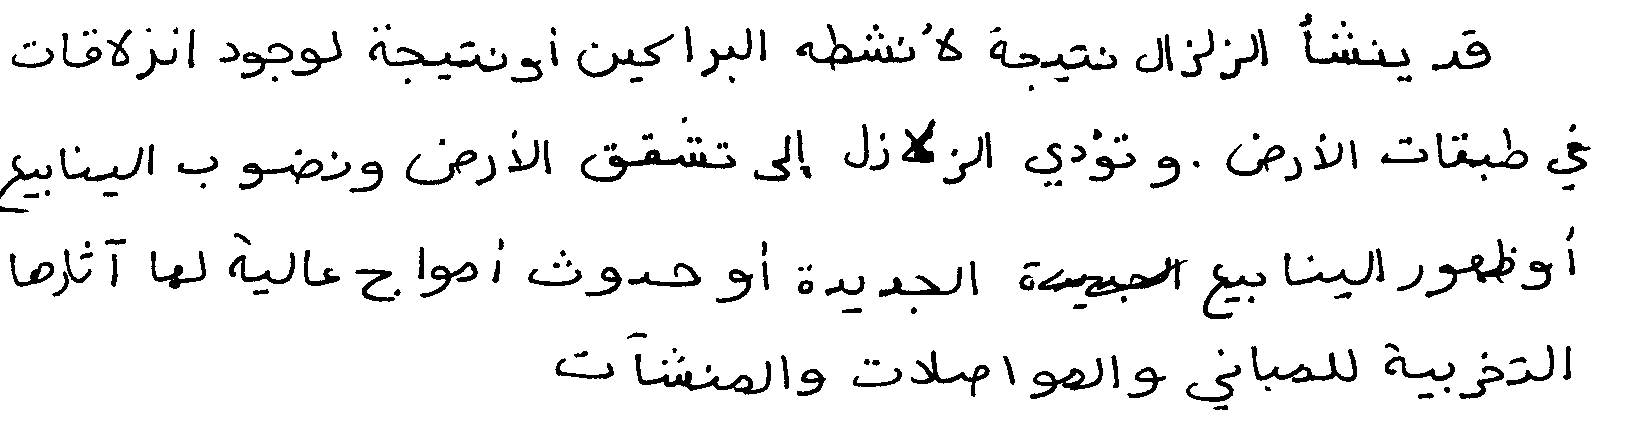 قد ينشأ الزلزال نتيجة لأنشطه البراكين أو نتيجة لوجود انزلاقات
في طبقات الأرض . و تؤدي الزلازل إلى تشقق الأرض ونضوب الينابيع
أو ظهور الينابيع الجديدة أو حدوث أمواج عالية لها آثارها
التخريبية للمباني والمواصلات والمنشآت